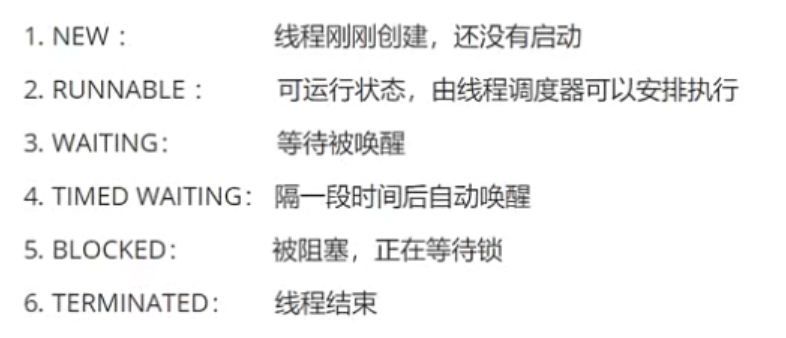 1. NEW： 线程刚刚创建，还没有启动
2. RUNNABLE： 可运行状态，由线程调度器可以安排执行
3. WAITING： 等待被唤醒
4. TIMED WAITING： 隔一段时间后自动唤醒
5. BLOCKED： 被阻塞，正在等待锁
6. TERMINATED： 线程结束